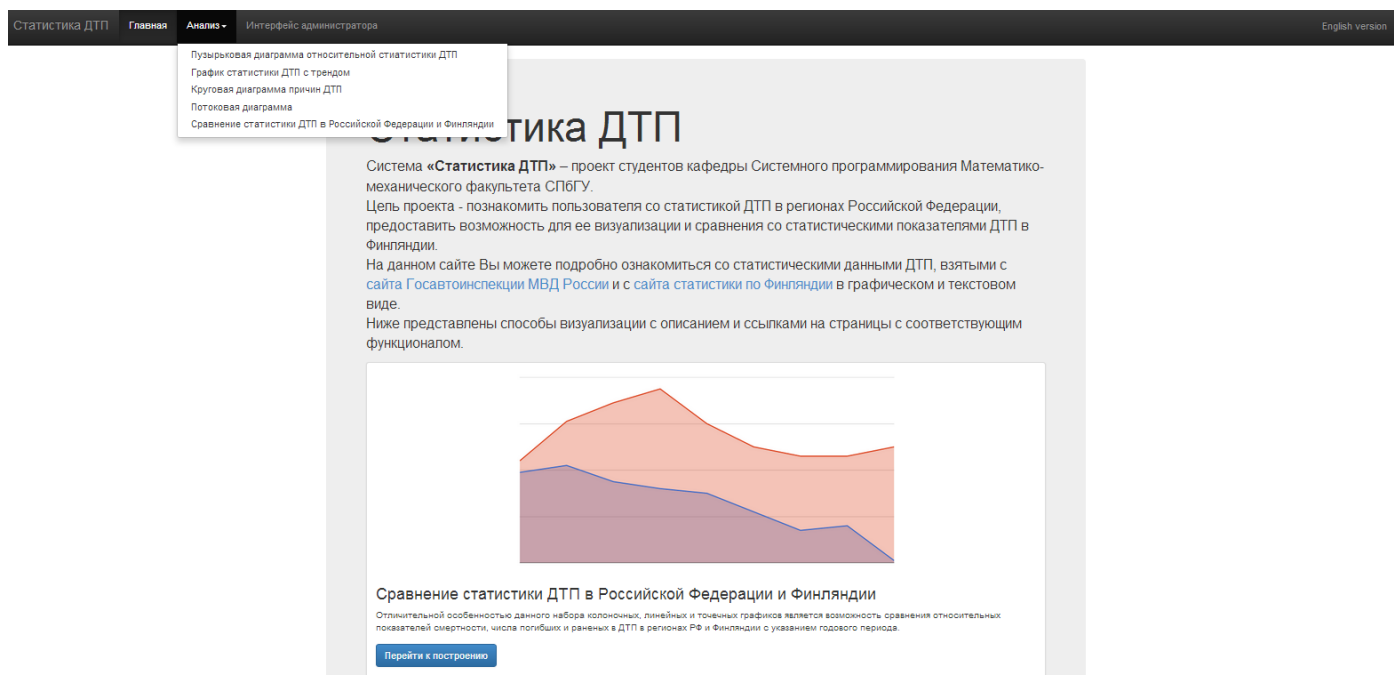 Статистика ДТП Главная Анализ Интерфейс администратора English version
Пузырьковая диаграмма относительной стиатистики ДТП
График статистики ДТП с трендом
Круговая диаграмма причин ДТП
Потоковая диаграмма
Сравнение статистики ДТП в Российской Федерации и Финляндии
Статистика ДТП
Система «Статистика ДТП» – проект студентов кафедры Системного программирования Математико-
механического факультета СПбГУ.
Цель проекта - познакомить пользователя со статистикой ДТП в регионах Российской Федерации,
предоставить возможность для ее визуализации и сравнения со статистическими показателями ДТП в
Финляндии.
На данном сайте Вы можете подробно ознакомиться со статистическими данными ДТП, взятыми с
сайта Госавтоинспекции МВД России и с сайта статистики по Финляндии в графическом и текстовом
виде.
Ниже представлены способы визуализации с описанием и ссылками на страницы с соответствующим
функционалом.
Сравнение статистики ДТП в Российской Федерации и Финляндии
Отличительной особенностью данного набора колоночных, линейных и точечных графиков является возможность сравнения относительных
показателей смертности, числа погибших и раненых в ДТП в регионах РФ и Финляндии с указанием годового периода.
Перейти к построению